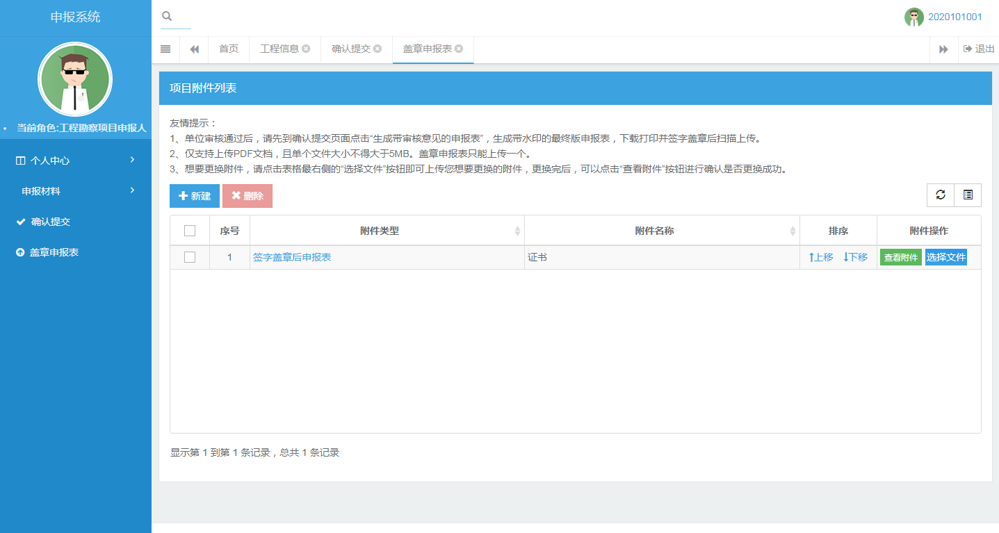 申报系统
2020101001
首页
工程信息
确认提交
盖章申报表
退出
当前角色:工程勘察项目申报人
个人中心
申报材料
确认提交
盖章申报表
项目附件列表
友情提示：
1、单位审核通过后，请先到确认提交页面点击“生成带审核意见的申报表”，生成带水印的最终版申报表，下载打印并签字盖章后扫描上传。
2、仅支持上传PDF文档，且单个文件大小不得大于5MB。盖章申报表只能上传一个。
3、想要更换附件，请点击表格最右侧的“选择文件”按钮即可上传您想要更换的附件，更换完后，可以点击“查看附件”按钮进行确认是否更换成功。
新建 删除
序号 附件类型 附件名称 排序 附件操作
1 签字盖章后申报表 证书 上移 下移 查看附件 选择文件
显示第 1 到第 1 条记录，总共 1 条记录